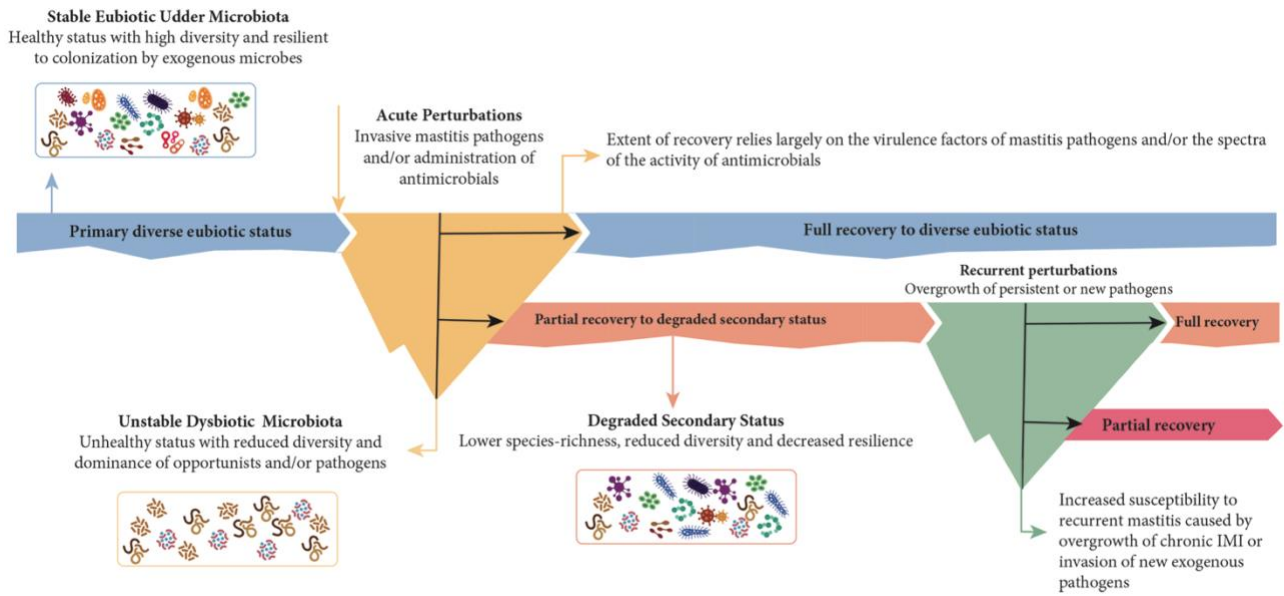 Stable Eubiotic Udder Microbiota
Healthy status with high diversity and resilient
to colonization by exogenous microbes
Acute Perturbations
Invasive mastitis pathogens
and/or administration of
antimicrobials
Extent of recovery relies largely on the virulence factors of mastitis pathogens and/or the spectra
of the activity of antimicrobials
Primary diverse eubiotic status
Full recovery to diverse eubiotic status
Recurrent perturbations
Overgrowth of persistent or new pathogens
Partial recovery to degraded secondary status
Full recovery
Unstable Dysbiotic Microbiota
Unhealthy status with reduced diversity and
dominance of opportunists and/or pathogens
Degraded Secondary Status
Lower species-richness, reduced diversity and decreased resilience
Partial recovery
Increased susceptibility to
recurrent mastitis caused by
overgrowth of chronic IMI or
invasion of new exogenous
pathogens